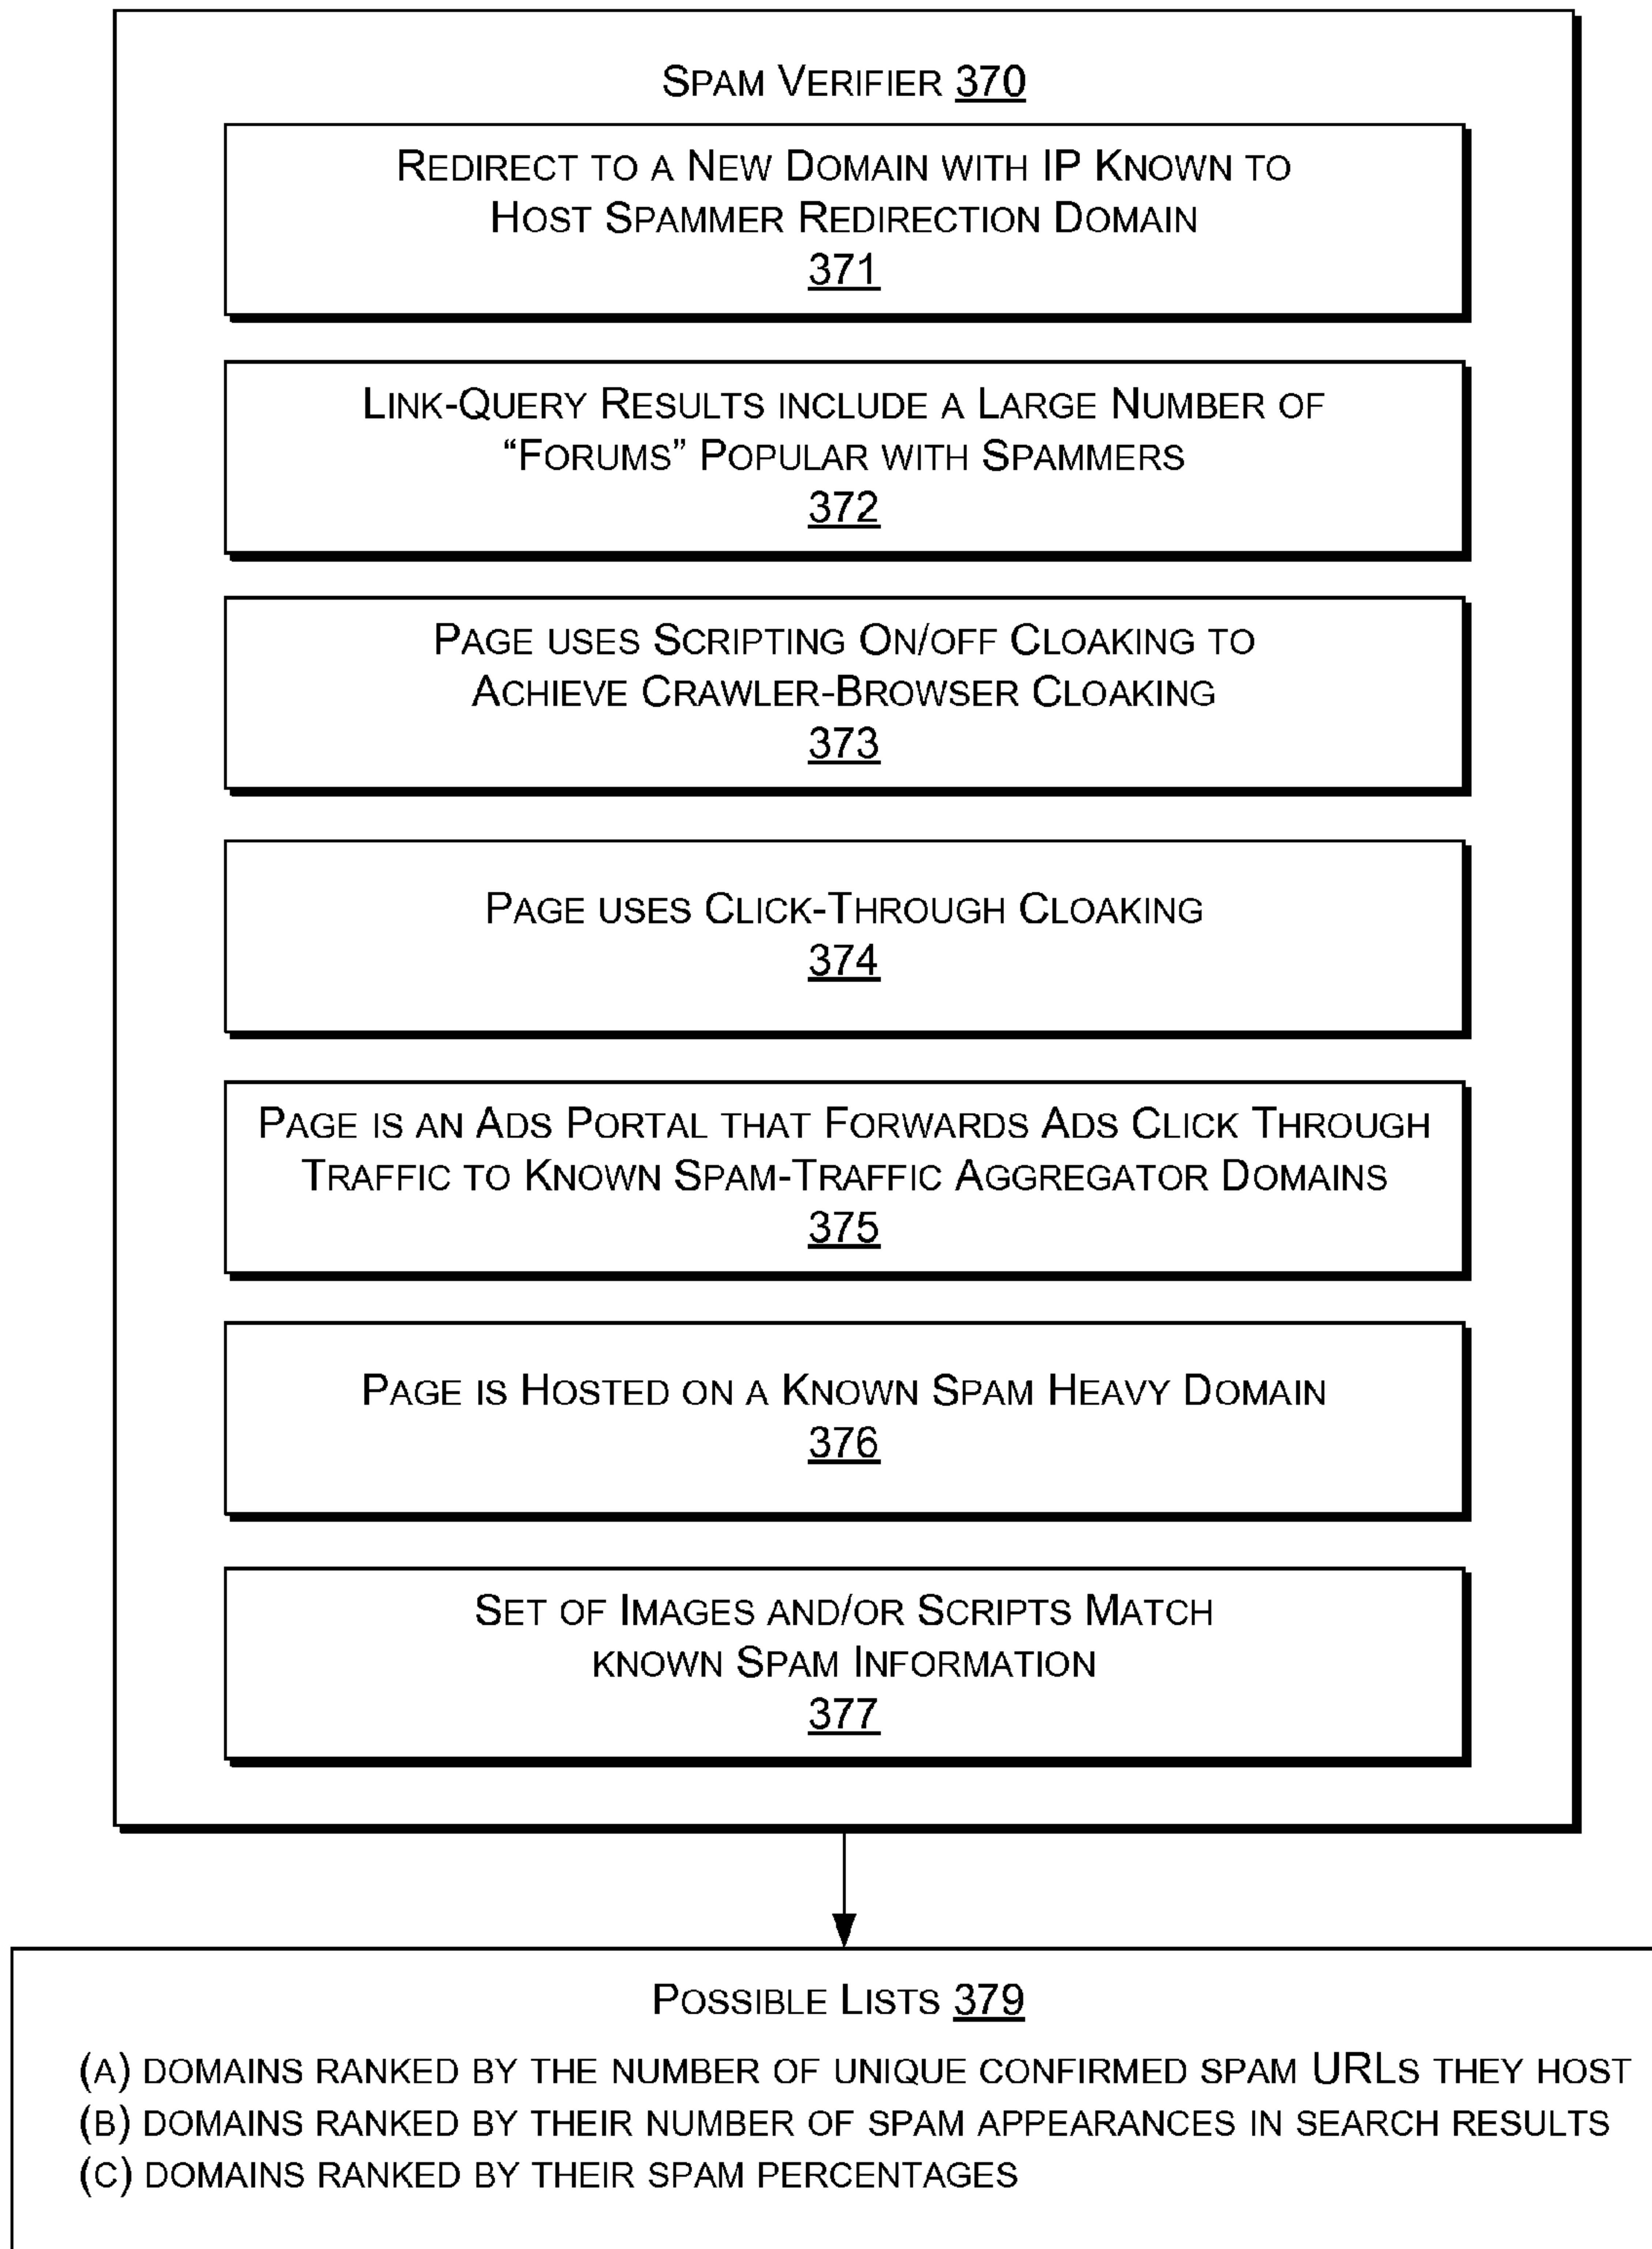 SPAM VERIFIER 370
REDIRECT TO A NEW DOMAIN WITH IP KNOWN TO
HOST SPAMMER REDIRECTION DOMAIN
371
LINK-QUERY RESULTS INCLUDE A LARGE NUMBER OF
“FORUMS” POPULAR WITH SPAMMERS
372
PAGE USES SCRIPTING ON/OFF CLOAKING TO
ACHIEVE CRAWLER-BROWSER CLOAKING
373
PAGE USES CLICK-THROUGH CLOAKING
374
PAGE IS AN ADS PORTAL THAT FORWARDS ADS CLICK THROUGH
TRAFFIC TO KNOWN SPAM-TRAFFIC AGGREGATOR DOMAINS
375
PAGE IS HOSTED ON A KNOWN SPAM HEAVY DOMAIN
376
SET OF IMAGES AND/OR SCRIPTS MATCH
KNOWN SPAM INFORMATION
377
POSSIBLE LISTS 379
(A) DOMAINS RANKED BY THE NUMBER OF UNIQUE CONFIRMED SPAM URLS THEY HOST
(B) DOMAINS RANKED BY THEIR NUMBER OF SPAM APPEARANCES IN SEARCH RESULTS
(C) DOMAINS RANKED BY THEIR SPAM PERCENTAGES